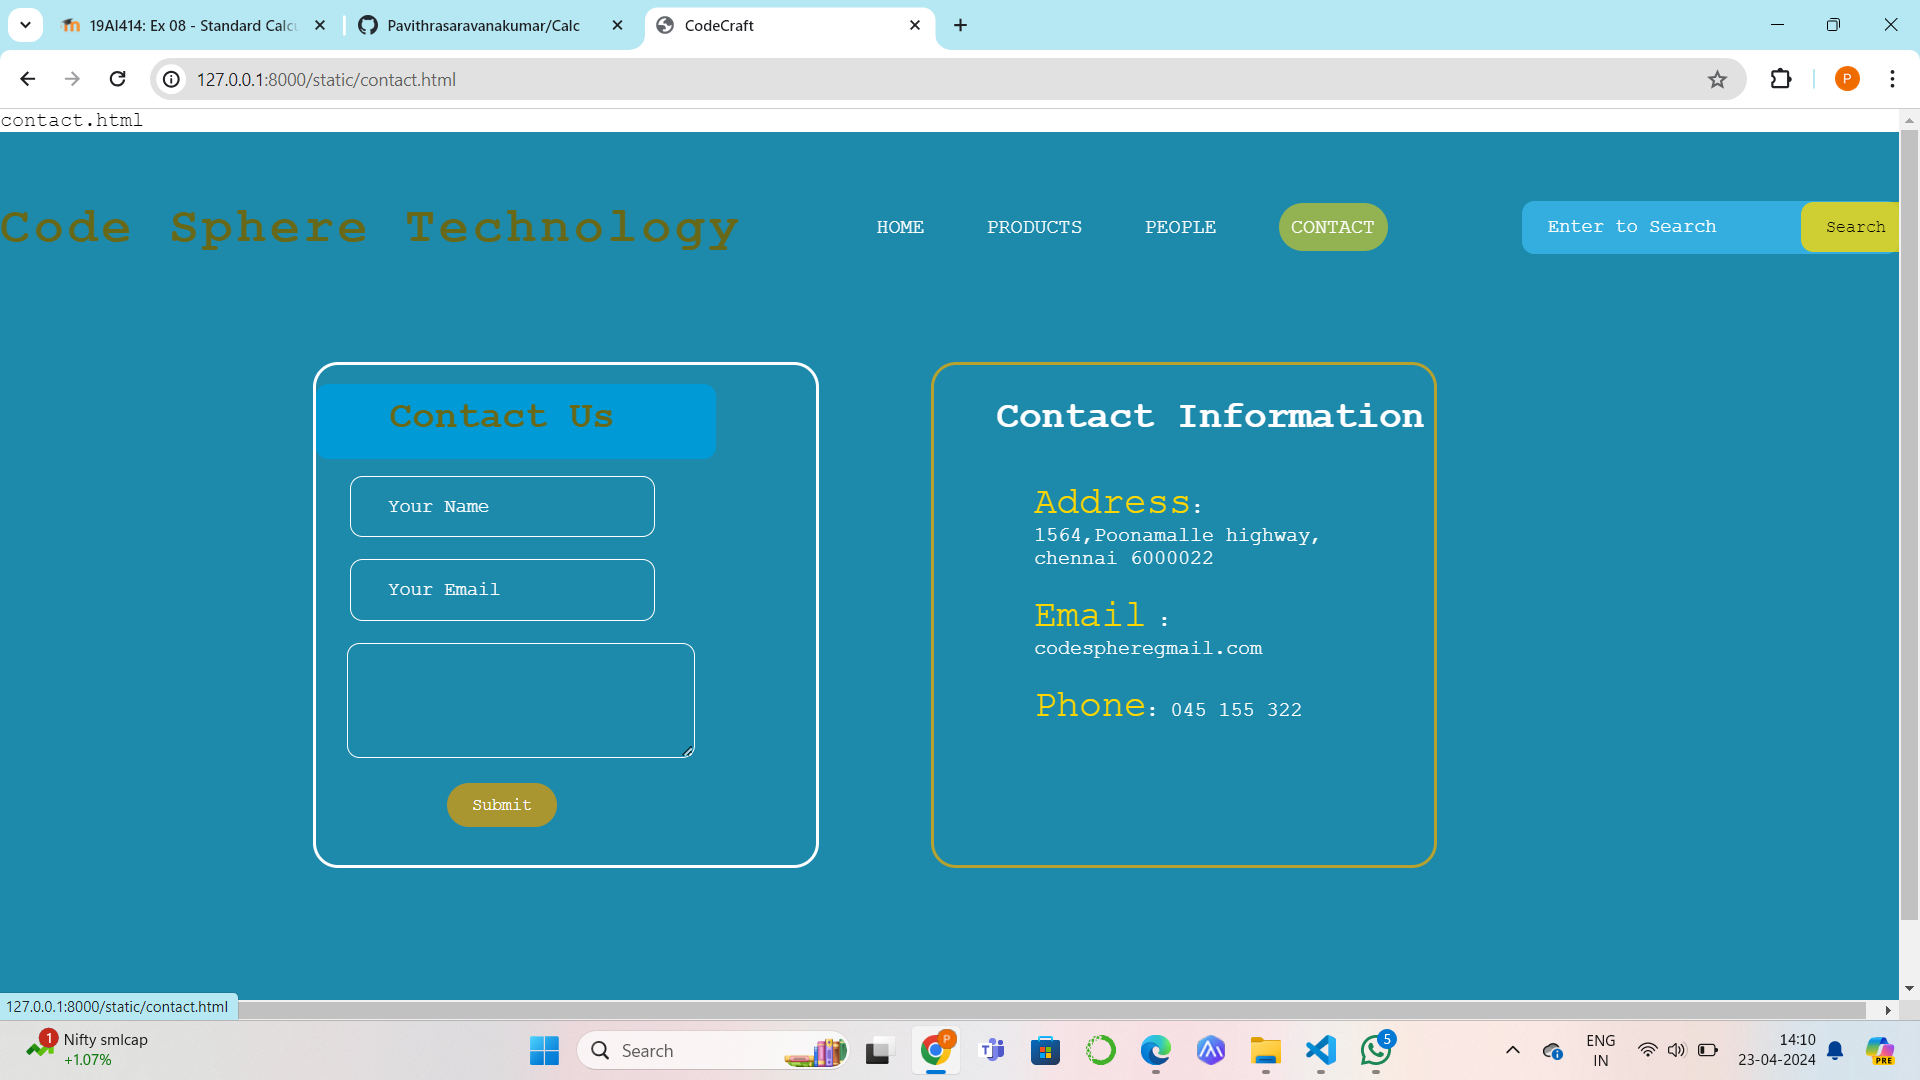 19AI414: Ex 08 - Standard Calcu
Pavithrasaravanakumar/Calc
CodeCraft
127.0.0.1:8000/static/contact.html
P
contact.html
Code Sphere Technology
HOME
PRODUCTS
PEOPLE
CONTACT
Enter to Search
Search
Contact Us
Your Name
Your Email
Submit
Contact Information
Address:
1564,Poonamalle highway,
chennai 6000022
Email :
codespheregmail.com
Phone: 045 155 322
127.0.0.1:8000/static/contact.html
1
Nifty smlcap
+1.07%
Search
P
5
ENG
IN
14:10
23-04-2024
PRE